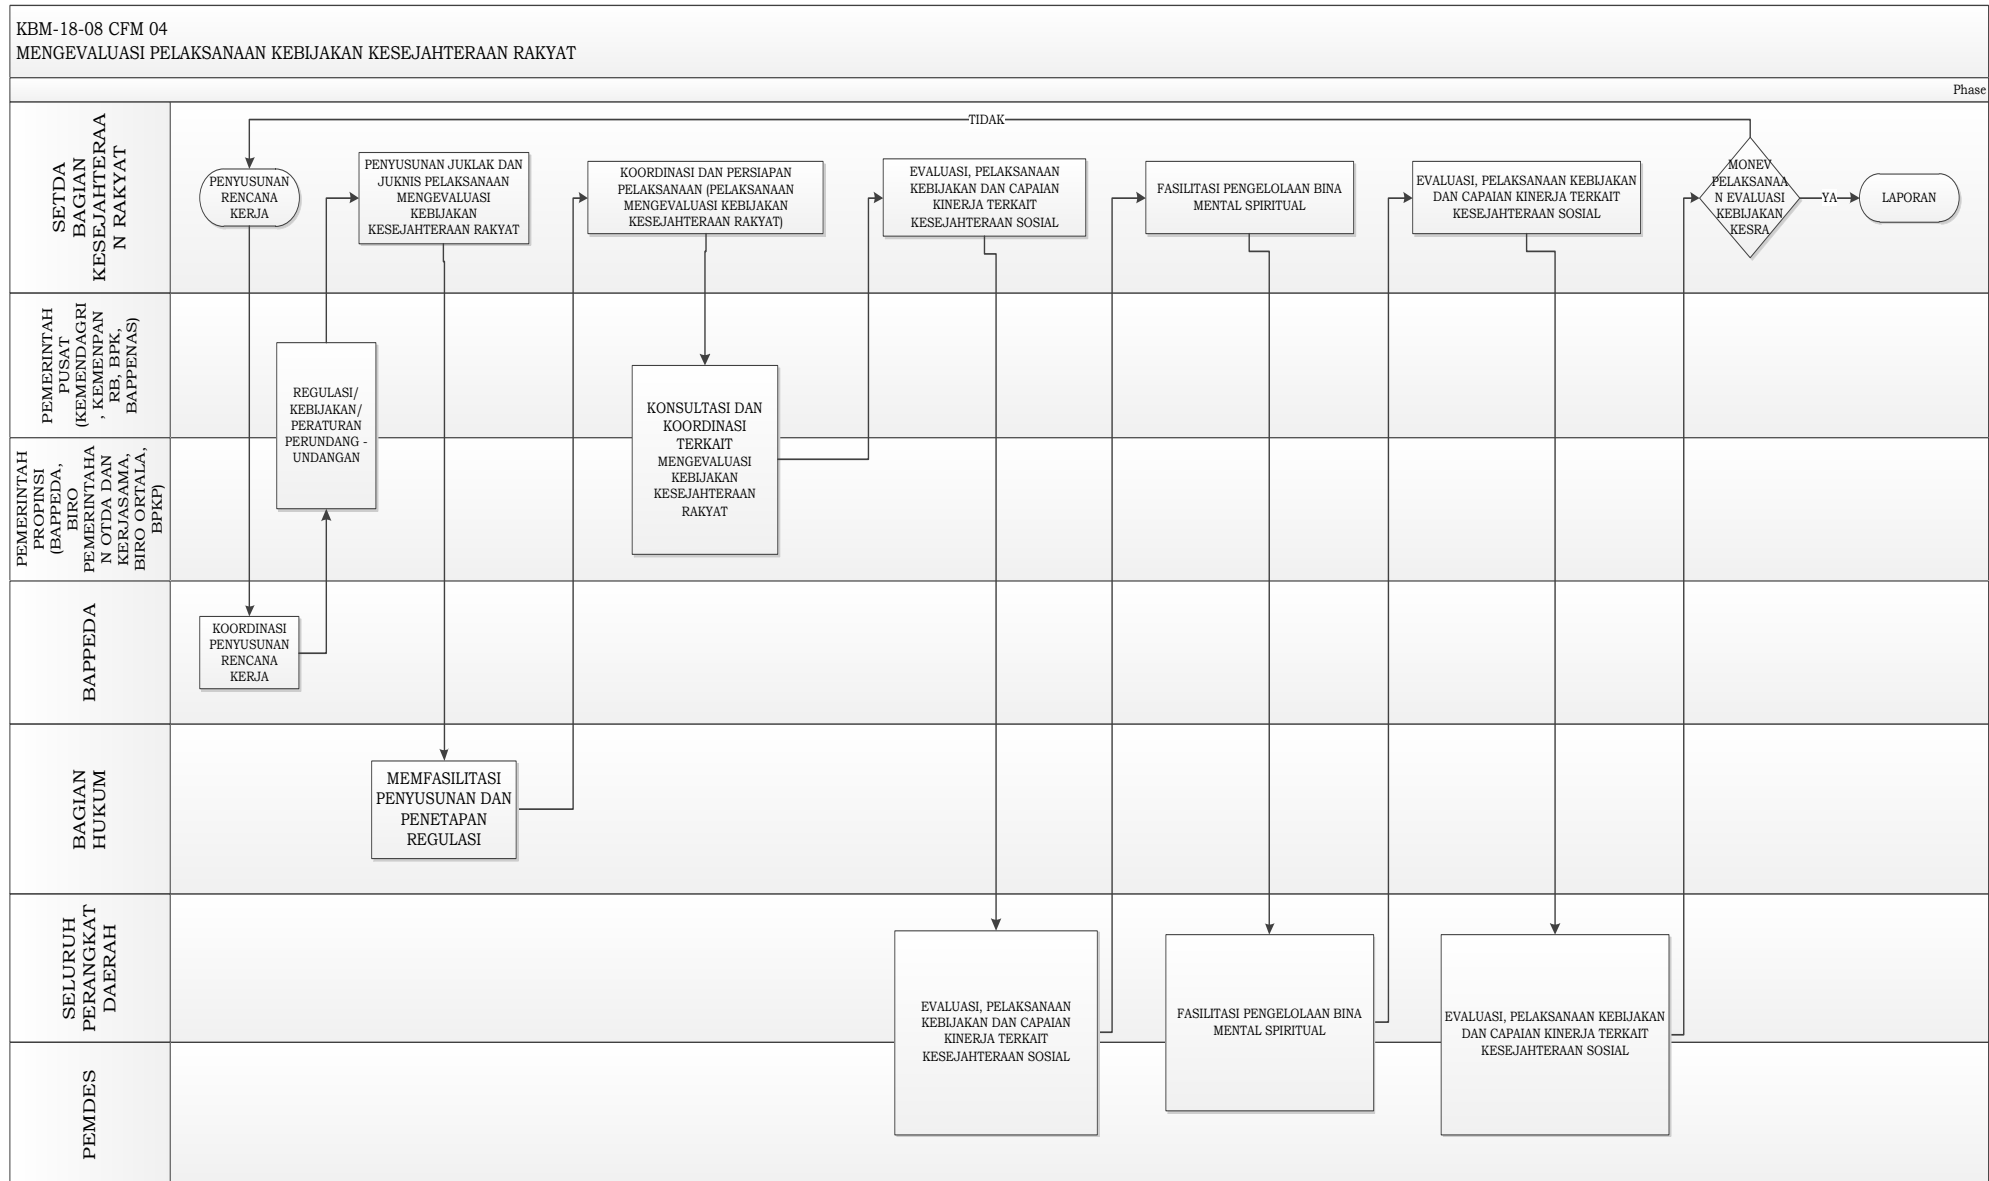 KBM-18-08 CFM 04
MENGEVALUASI PELAKSANAAN KEBIJAKAN KESEJAHTERAAN RAKYAT
Phase
SETDA
BAGIAN
KESEJAHTERAA
N RAKYAT
TIDAK
PENYUSUNAN
RENCANA
KERJA
PENYUSUNAN JUKLAK DAN
JUKNIS PELAKSANAAN
MENGEVALUASI
KEBIJAKAN
KESEJAHTERAAN RAKYAT
KOORDINASI DAN PERSIAPAN
PELAKSANAAN (PELAKSANAAN
MENGEVALUASI KEBIJAKAN
KESEJAHTERAAN RAKYAT)
EVALUASI, PELAKSANAAN
KEBIJAKAN DAN CAPAIAN
KINERJA TERKAIT
KESEJAHTERAAN SOSIAL
FASILITASI PENGELOLAAN BINA
MENTAL SPIRITUAL
EVALUASI, PELAKSANAAN KEBIJAKAN
DAN CAPAIAN KINERJA TERKAIT
KESEJAHTERAAN SOSIAL
MONEV
PELAKSANAA
N EVALUASI
KEBIJAKAN
KESRA
YA
LAPORAN
PEMERINTAH
PUSAT
(KEMENDAGRI
, KEMENPAN
RB, BPK,
BAPPENAS)
REGULASI/
KEBIJAKAN/
PERATURAN
PERUNDANG -
UNDANGAN
KONSULTASI DAN
KOORDINASI
TERKAIT
MENGEVALUASI
KEBIJAKAN
KESEJAHTERAAN
RAKYAT
PEMERINTAH
PROPINSI
(BAPPEDA,
BIRO
PEMERINTAHA
N OTDA DAN
KERJASAMA,
BIRO ORTALA,
BPKP)
BAPPEDA
KOORDINASI
PENYUSUNAN
RENCANA
KERJA
BAGIAN
HUKUM
MEMFASILITASI
PENYUSUNAN DAN
PENETAPAN
REGULASI
SELURUH
PERANGKAT
DAERAH
EVALUASI, PELAKSANAAN
KEBIJAKAN DAN CAPAIAN
KINERJA TERKAIT
KESEJAHTERAAN SOSIAL
FASILITASI PENGELOLAAN BINA
MENTAL SPIRITUAL
EVALUASI, PELAKSANAAN KEBIJAKAN
DAN CAPAIAN KINERJA TERKAIT
KESEJAHTERAAN SOSIAL
PEMDES